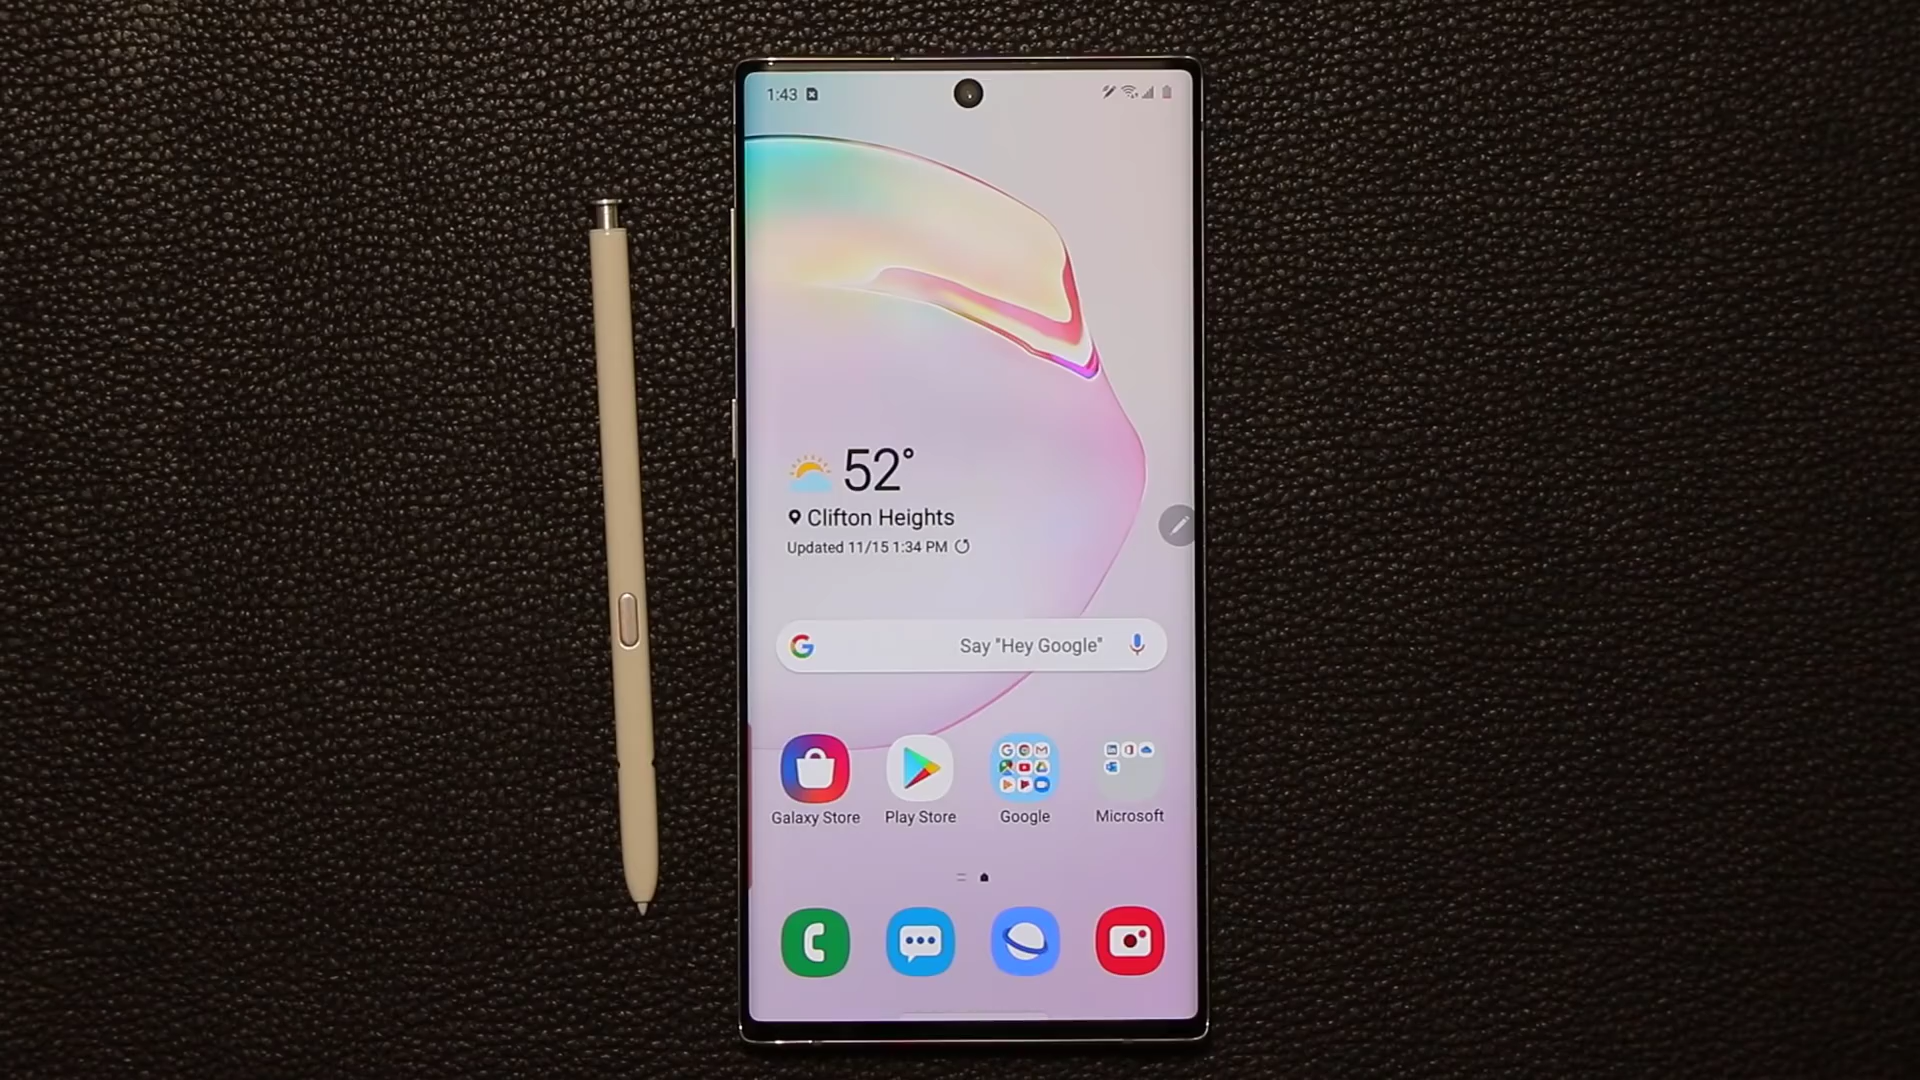 1:43
52°
Clifton Heights
Updated 11/15 1:34 PM
Say "Hey Google"
Galaxy Store
Play Store
Google
Microsoft